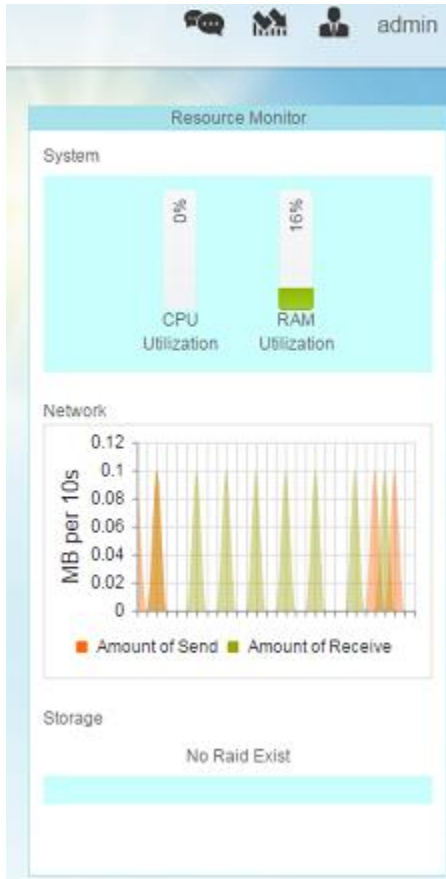 admin
Resource Monitor
System
0%
16%
CPU
Utilization
RAM
Utilization
Network
MB per 10s
0.12
0.1
0.08
0.06
0.04
0.02
0
Amount of Send Amount of Receive
Storage
No Raid Exist